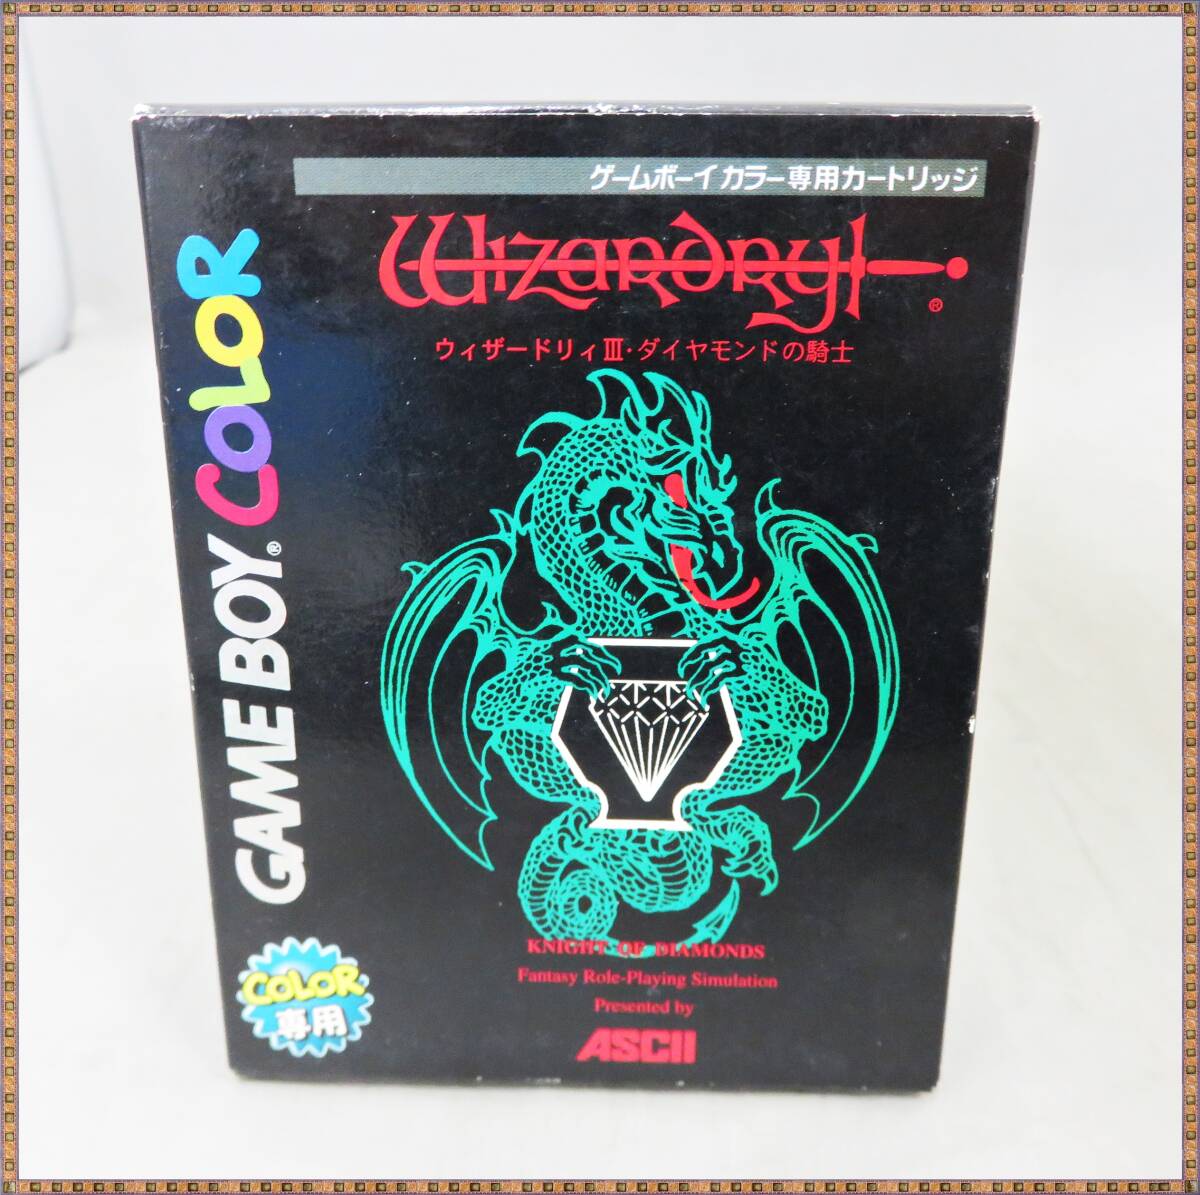 ゲームボーイカラー専用カートリッジ
Wizardry
®
ウィザードリィIII・ダイヤモンドの騎士
GAME BOY® COLOR
KNIGHT OF DIAMONDS
Fantasy Role-Playing Simulation
Presented by
ASCII
COLOR
専用